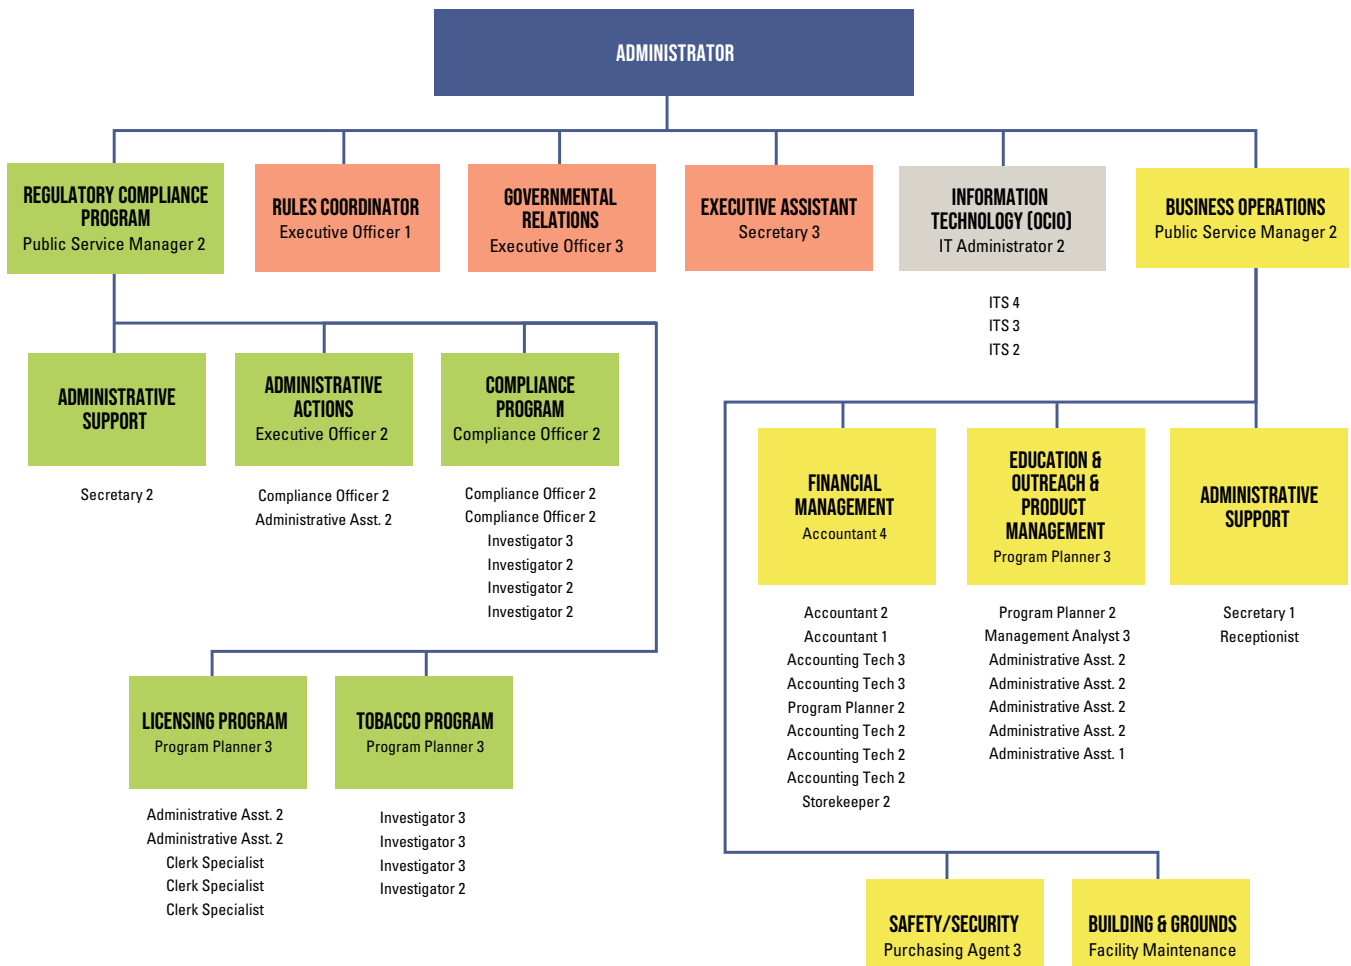 ADMINISTRATOR
REGULATORY COMPLIANCE
PROGRAM
Public Service Manager 2
RULES COORDINATOR
Executive Officer 1
GOVERNMENTAL
RELATIONS
Executive Officer 3
EXECUTIVE ASSISTANT
Secretary 3
INFORMATION
TECHNOLOGY (OCIO)
IT Administrator 2
ITS 4
ITS 3
ITS 2
BUSINESS OPERATIONS
Public Service Manager 2
ADMINISTRATIVE
SUPPORT
Secretary 2
ADMINISTRATIVE
ACTIONS
Executive Officer 2
Compliance Officer 2
Administrative Asst. 2
COMPLIANCE
PROGRAM
Compliance Officer 2
Compliance Officer 2
Compliance Officer 2
Investigator 3
Investigator 2
Investigator 2
Investigator 2
FINANCIAL
MANAGEMENT
Accountant 4
Accountant 2
Accountant 1
Accounting Tech 3
Accounting Tech 3
Program Planner 2
Accounting Tech 2
Accounting Tech 2
Accounting Tech 2
Storekeeper 2
EDUCATION &
OUTREACH &
PRODUCT
MANAGEMENT
Program Planner 3
Program Planner 2
Management Analyst 3
Administrative Asst. 2
Administrative Asst. 2
Administrative Asst. 2
Administrative Asst. 2
Administrative Asst. 1
ADMINISTRATIVE
SUPPORT
Secretary 1
Receptionist
LICENSING PROGRAM
Program Planner 3
Administrative Asst. 2
Administrative Asst. 2
Clerk Specialist
Clerk Specialist
Clerk Specialist
TOBACCO PROGRAM
Program Planner 3
Investigator 3
Investigator 3
Investigator 3
Investigator 2
SAFETY/SECURITY
Purchasing Agent 3
BUILDING & GROUNDS
Facility Maintenance